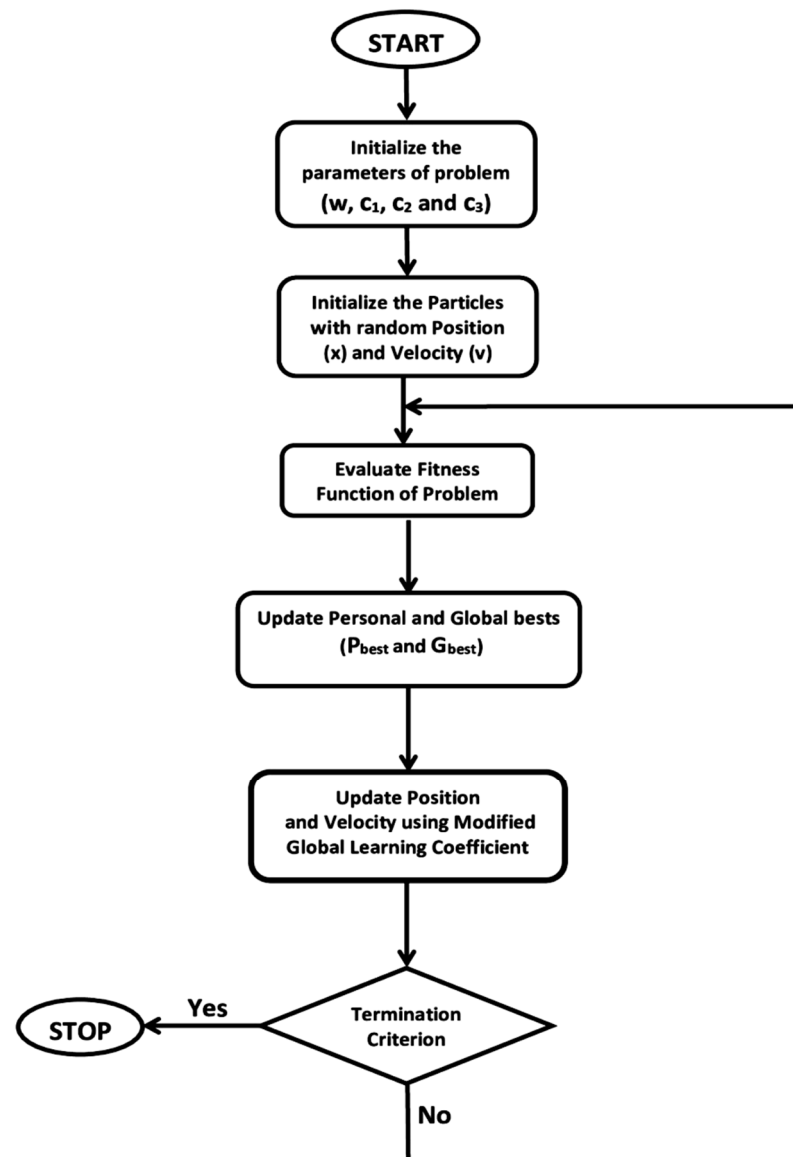 START
Initialize the
parameters of problem
(w, c₁, c₂ and c₃)
Initialize the Particles
with random Position
(x) and Velocity (v)
Evaluate Fitness
Function of Problem
Update Personal and Global bests
(Pbest and Gbest)
Update Position
and Velocity using Modified
Global Learning Coefficient
Termination
Criterion
Yes
STOP
No